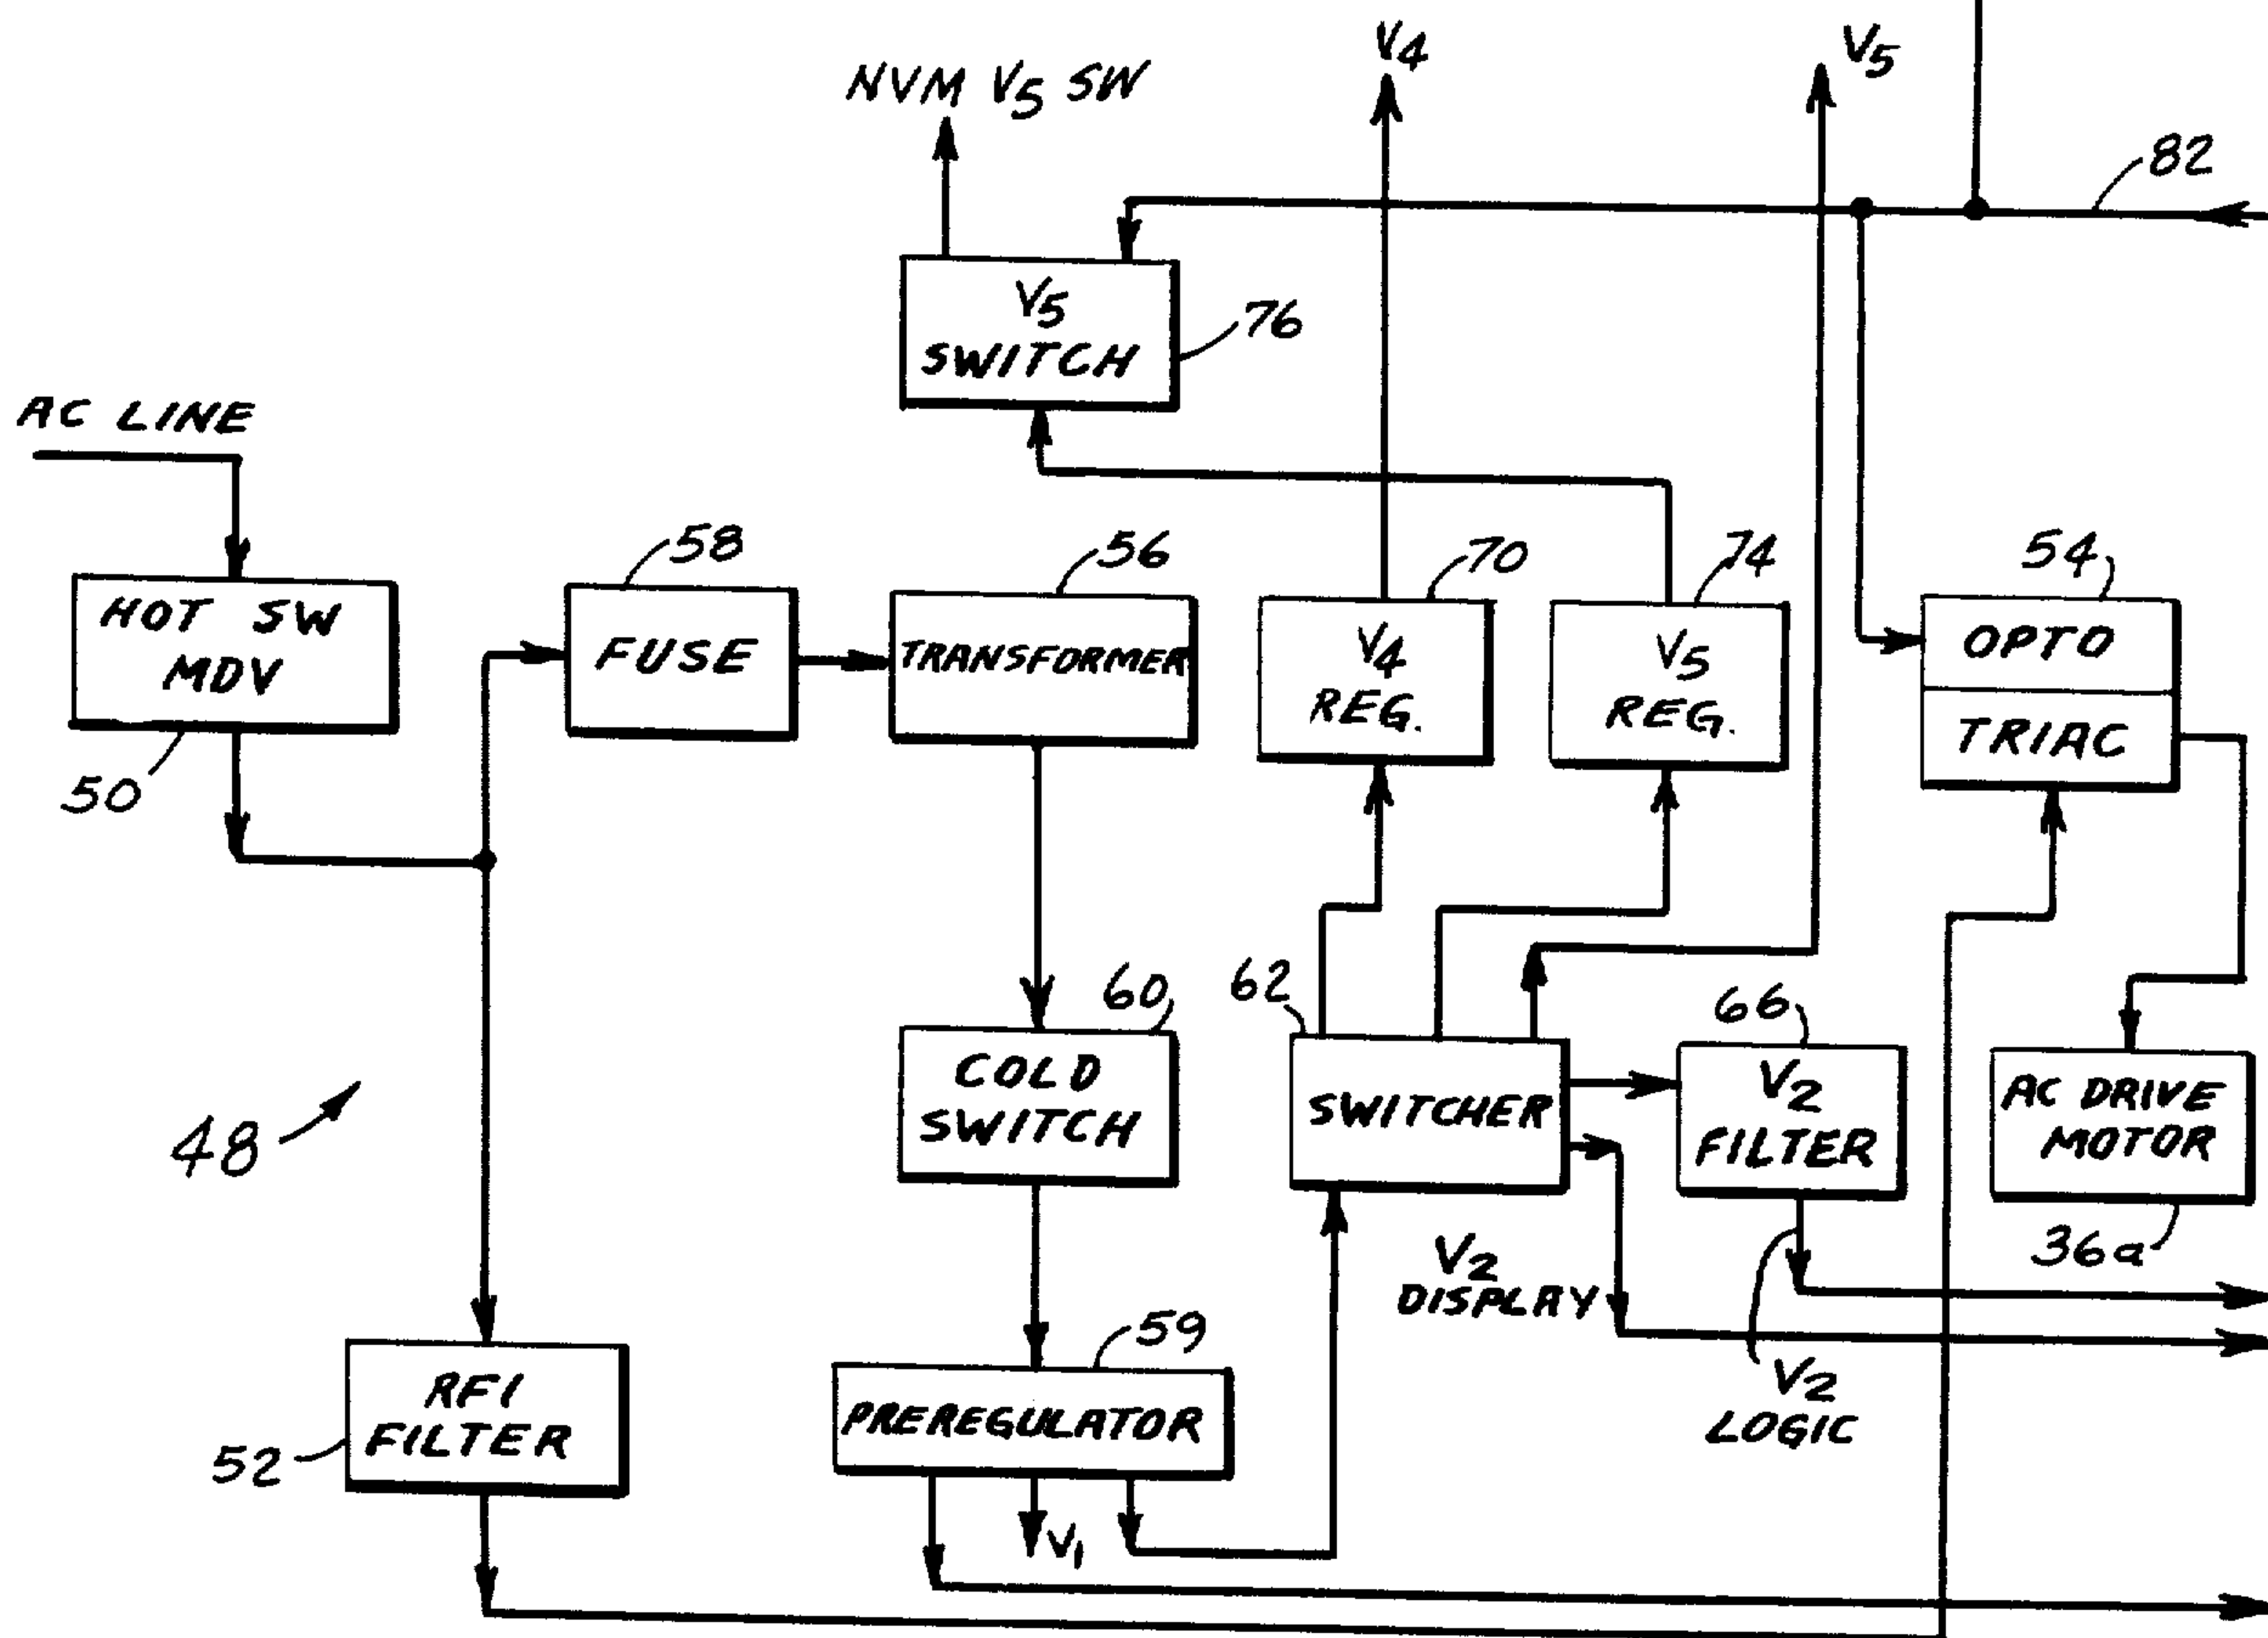 V4
V5
NVM V5 SW
82
V5
SWITCH
76
AC LINE
58
56
70
74
54
HOT SW
MDV
FUSE
TRANSFORMER
V4
REG.
V5
REG.
OPTO
TRIAC
50
60
62
66
COLD
SWITCH
SWITCHER
V2
FILTER
AC DRIVE
MOTOR
48
36a
V2
DISPLAY
59
RFI
FILTER
PREREGULATOR
V2
LOGIC
52
V1